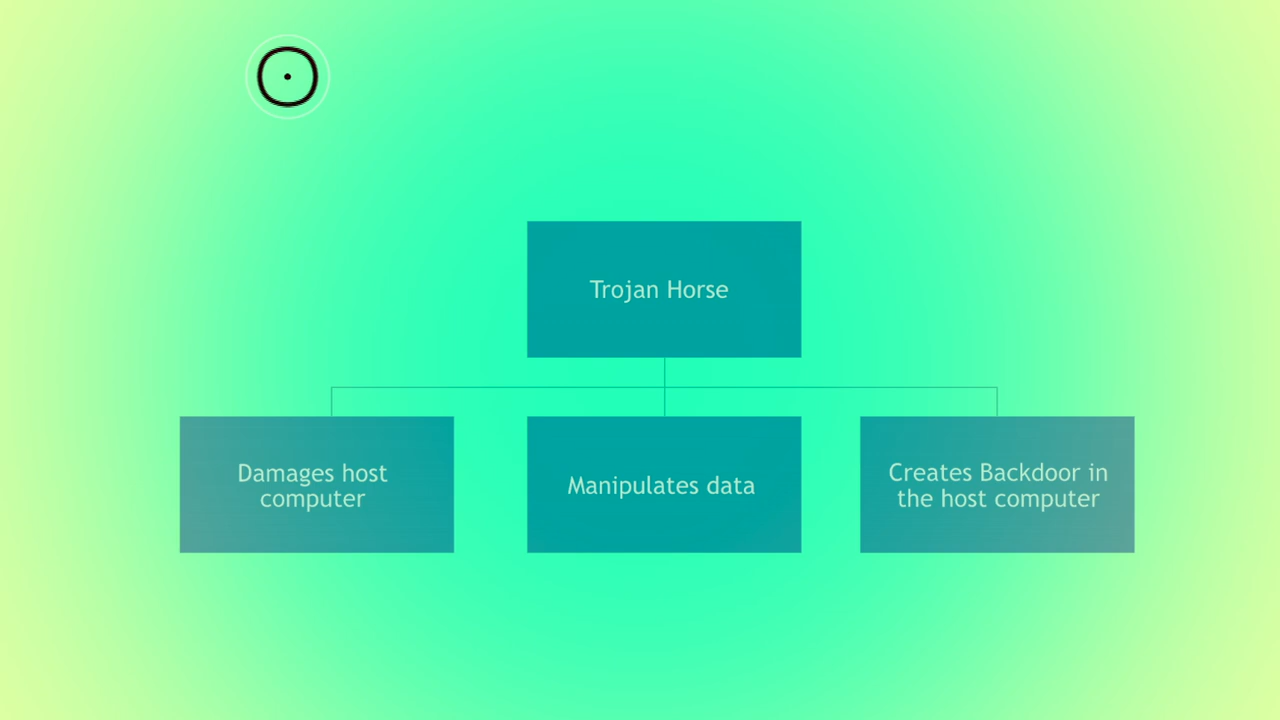 Trojan Horse
Damages host
computer
Manipulates data
Creates Backdoor in
the host computer